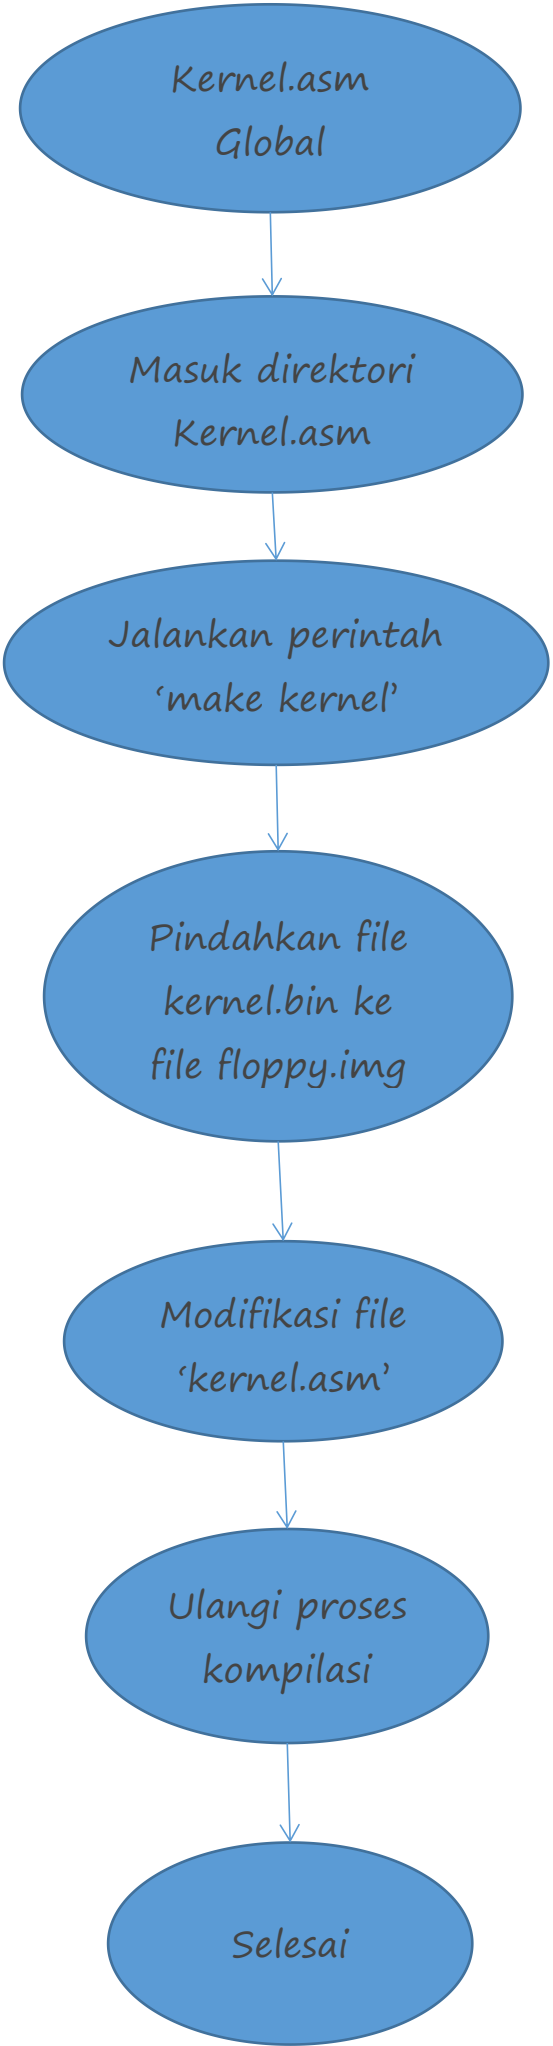 Kernel.asm
Global
Masuk direktori
Kernel.asm
Jalankan perintah
‘make kernel’
Pindahkan file
kernel.bin ke
file floppy.img
Modifikasi file
‘kernel.asm’
Ulangi proses
kompilasi
Selesai